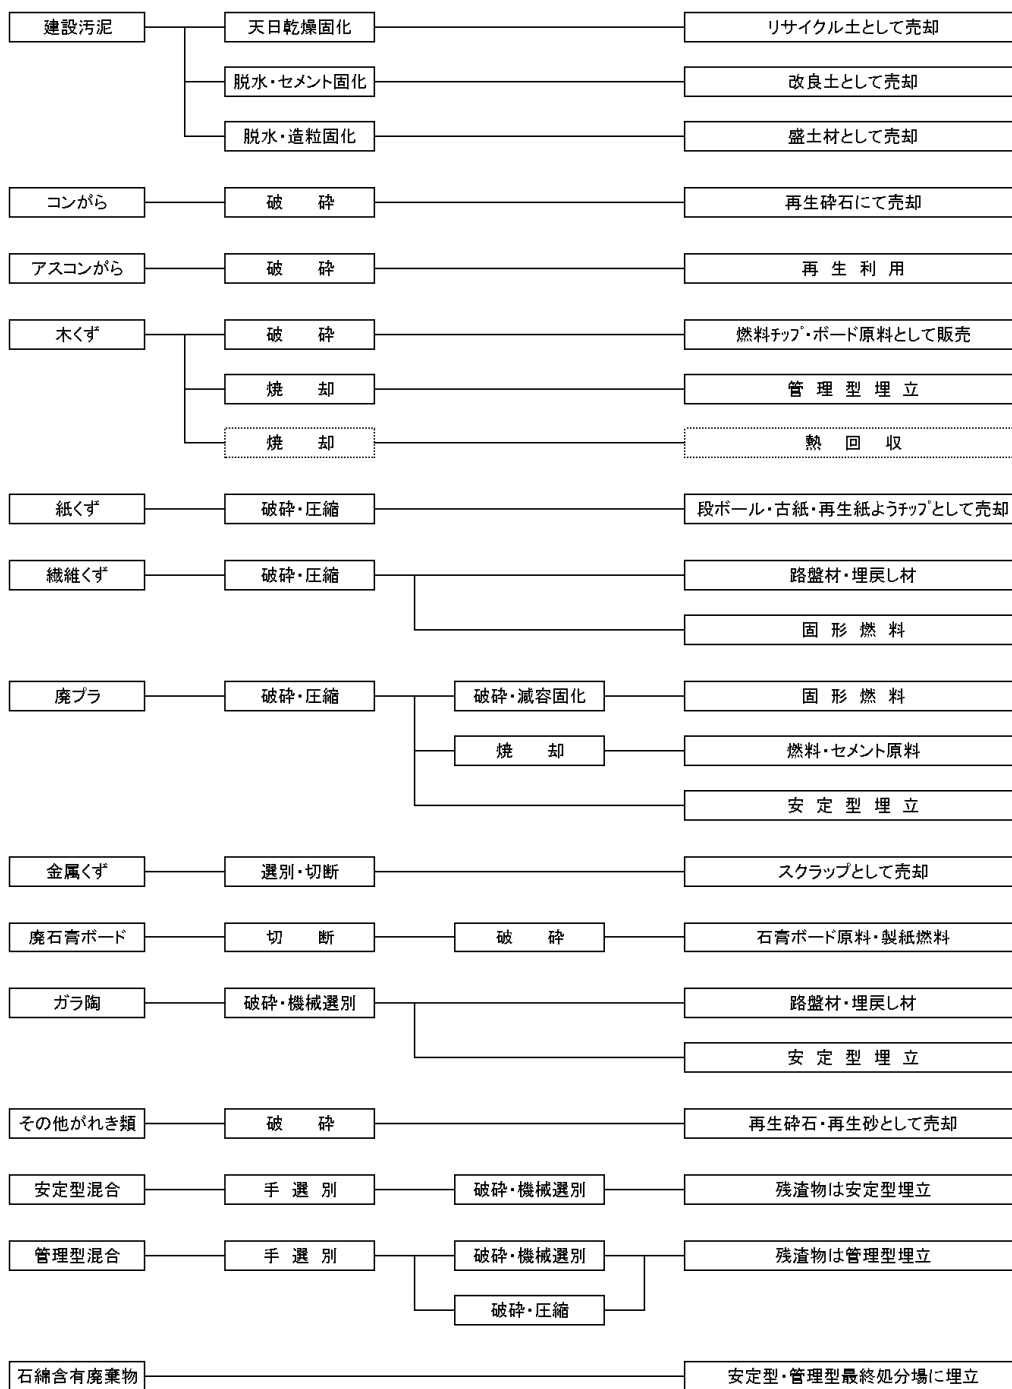 建設汚泥 天日乾燥固化 リサイクル土として売却
脱水・セメント固化 改良土として売却
脱水・造粒固化 盛土材として売却
コンがら 破 砕 再生砕石にて売却
アスコンがら 破 砕 再 生 利 用
木くず 破 砕 燃料ﾁｯﾌﾟ・ボード原料として販売
焼 却 管 理 型 埋 立
焼 却 熱 回 収
紙くず 破砕・圧縮 段ボール・古紙・再生紙ようﾁｯﾌﾟとして売却
繊維くず 破砕・圧縮 路盤材・埋戻し材
固 形 燃 料
廃プラ 破砕・圧縮 破砕・減容固化 固 形 燃 料
焼 却 燃料・セメント原料
安 定 型 埋 立
金属くず 選別・切断 スクラップとして売却
廃石膏ボード 切 断 破 砕 石膏ボード原料・製紙燃料
ガラ陶 破砕・機械選別 路盤材・埋戻し材
安 定 型 埋 立
その他がれき類 破 砕 再生砕石・再生砂として売却
安定型混合 手 選 別 破砕・機械選別 残渣物は安定型埋立
管理型混合 手 選 別 破砕・機械選別 残渣物は管理型埋立
破砕・圧縮
石綿含有廃棄物 安定型・管理型最終処分場に埋立